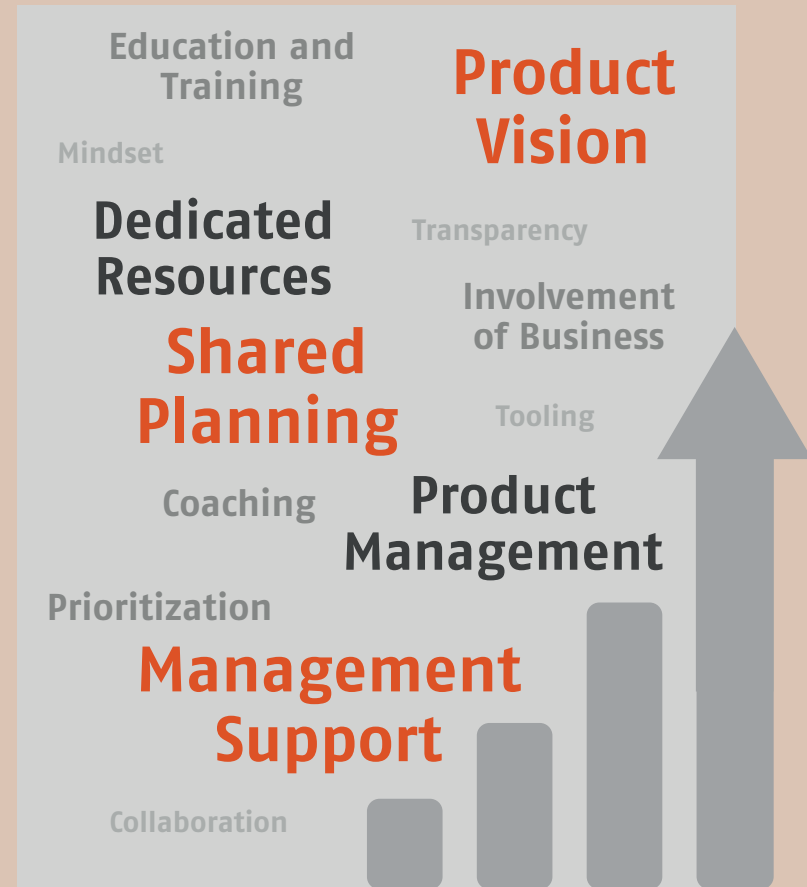 Education and
Training
Product
Vision
Mindset
Dedicated
Resources
Transparency
Involvement
of Business
Shared
Planning
Tooling
Coaching
Product
Management
Prioritization
Management
Support
Collaboration